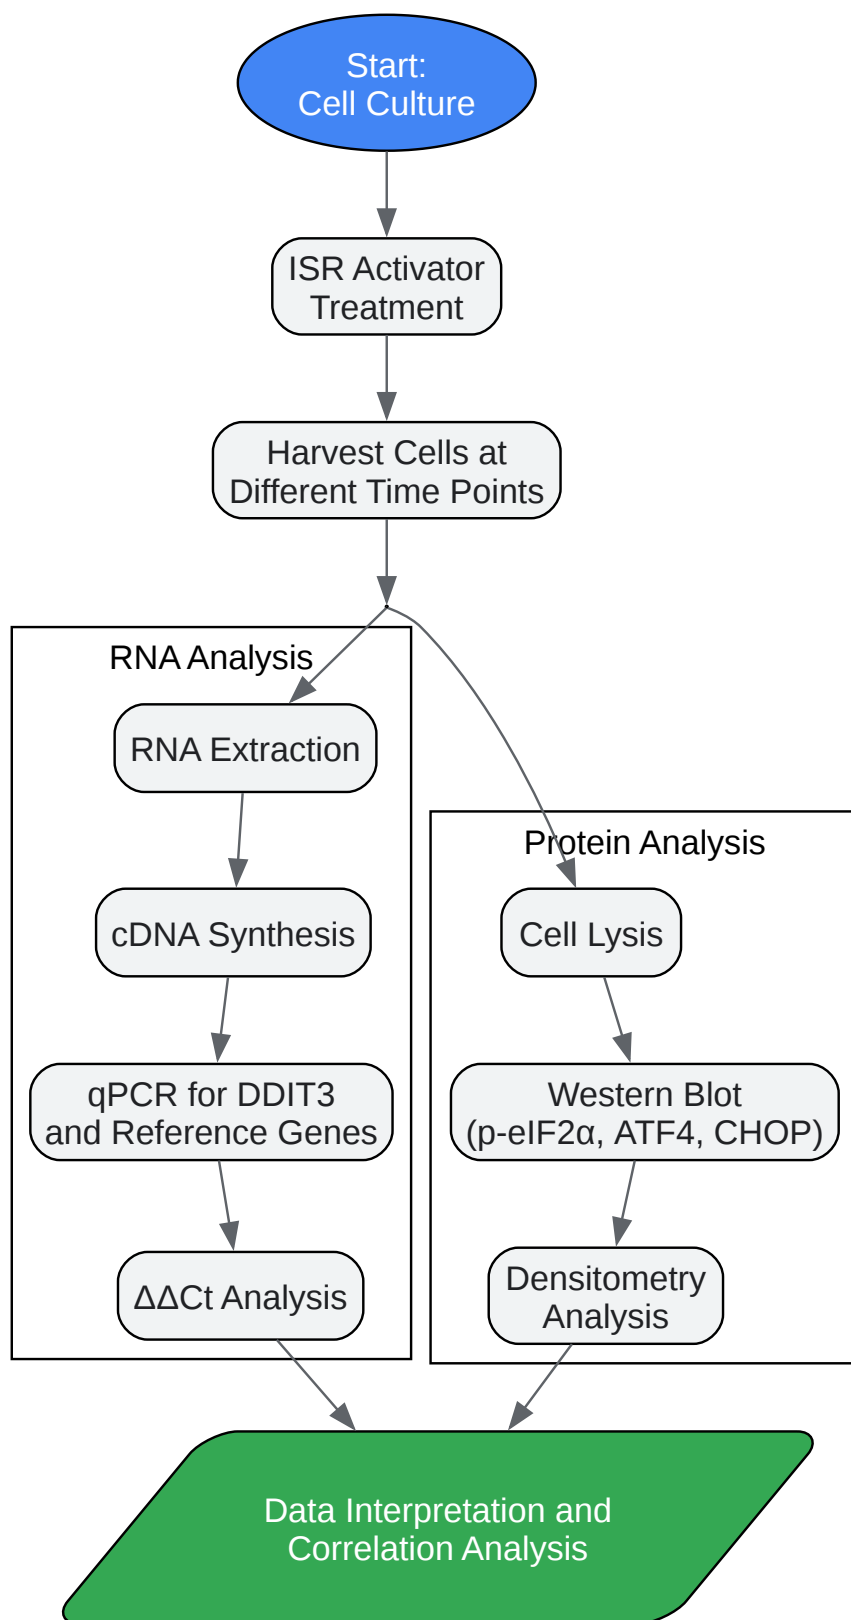 Start:
Cell Culture
ISR Activator
Treatment
Harvest Cells at
Different Time Points
RNA Analysis
RNA Extraction
cDNA Synthesis
qPCR for DDIT3
and Reference Genes
ΔΔCt Analysis
Protein Analysis
Cell Lysis
Western Blot
(p-eIF2α, ATF4, CHOP)
Densitometry
Analysis
Data Interpretation and
Correlation Analysis